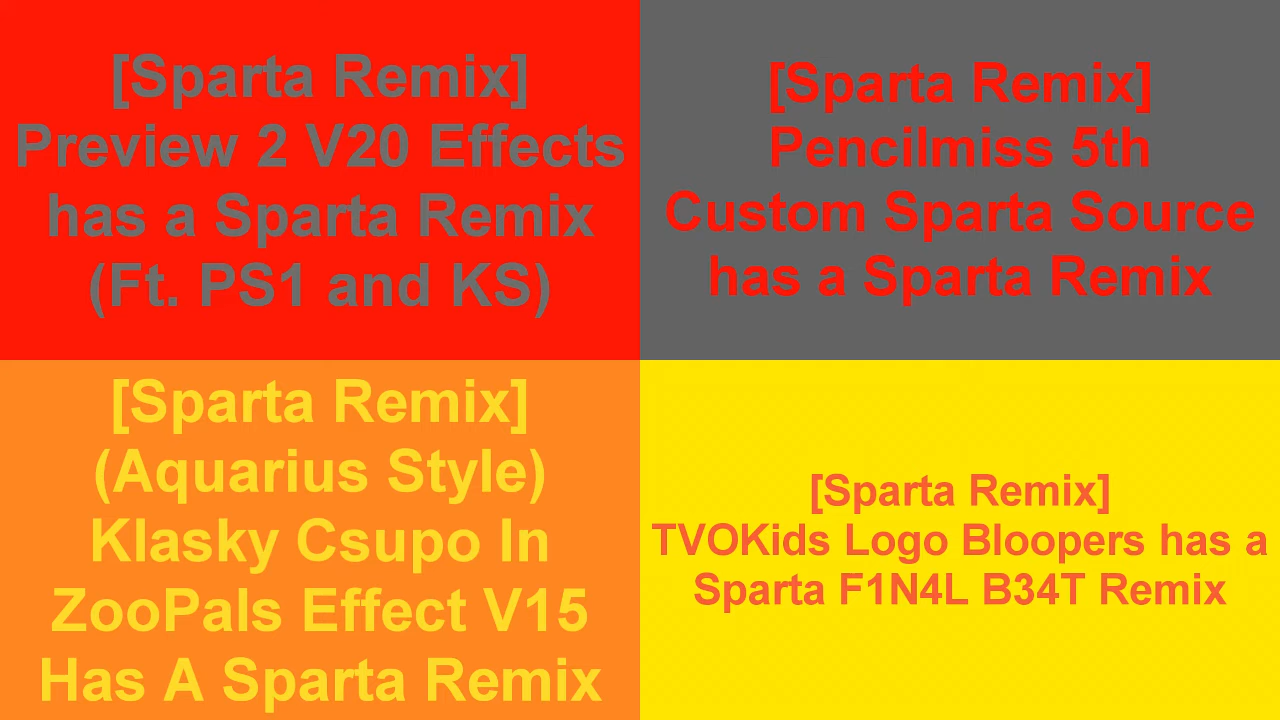 [Sparta Remix]
Preview 2 V20 Effects
has a Sparta Remix
(Ft. PS1 and KS)
[Sparta Remix]
Pencilmiss 5th
Custom Sparta Source
has a Sparta Remix
[Sparta Remix]
(Aquarius Style)
Klasky Csupo In
ZooPals Effect V15
Has A Sparta Remix
[Sparta Remix]
TVOKids Logo Bloopers has a
Sparta F1N4L B34T Remix